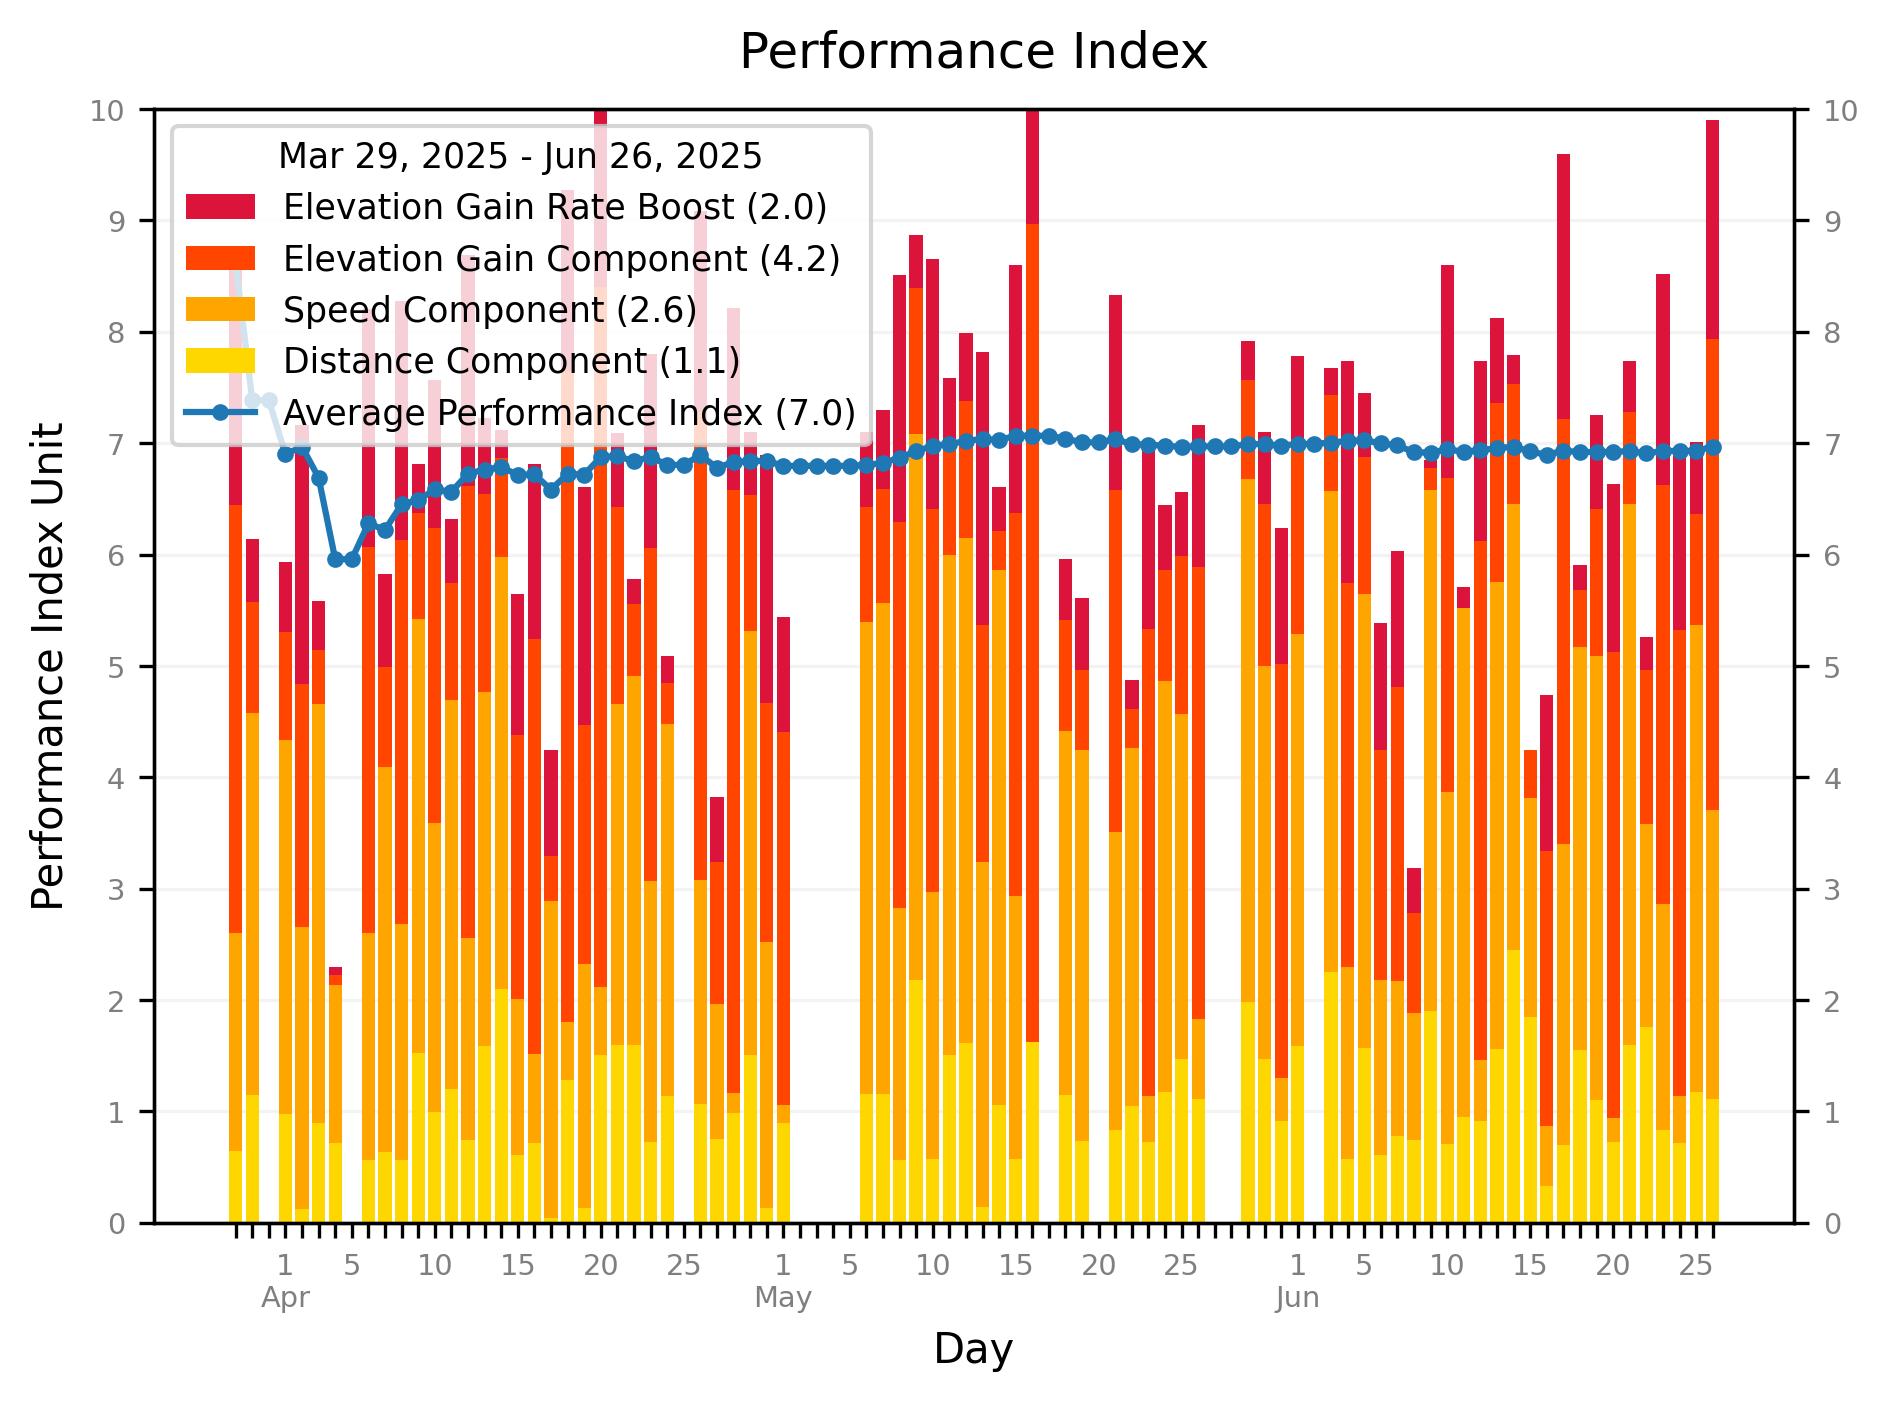 Performance Index
Mar 29, 2025 - Jun 26, 2025
Elevation Gain Rate Boost (2.0)
Elevation Gain Component (4.2)
Speed Component (2.6)
Distance Component (1.1)
Average Performance Index (7.0)
Performance Index Unit
10 10
9 9
8 8
7 7
6 6
5 5
4 4
3 3
2 2
1 1
0 0
1 5 10 15 20 25 1 5 10 15 20 25 1 5 10 15 20 25
Apr May Jun
Day